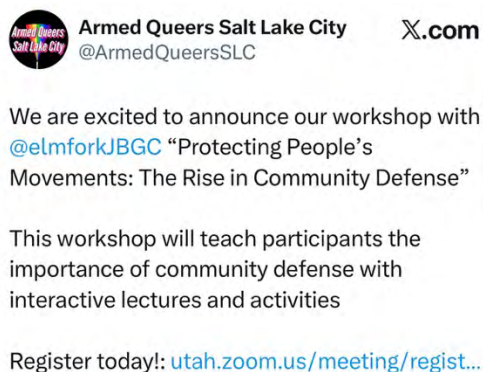 Armed Queers
Salt Lake City
Armed Queers Salt Lake City
@ArmedQueersSLC
X.com
We are excited to announce our workshop with
@elmforkJBGC “Protecting People’s
Movements: The Rise in Community Defense”
This workshop will teach participants the
importance of community defense with
interactive lectures and activities
Register today!: utah.zoom.us/meeting/regist...